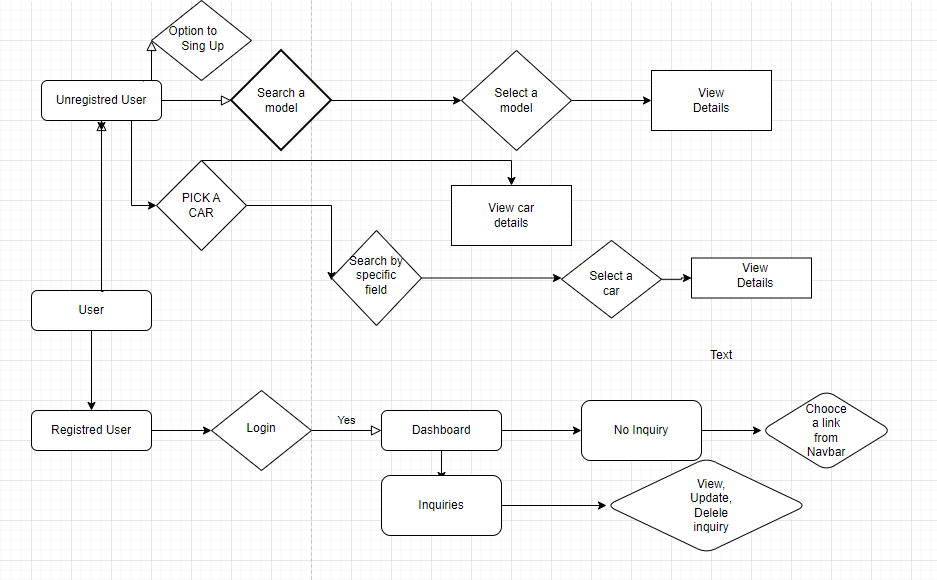 Option to
Sing Up
Unregistred User
Search a
model
Select a
model
View
Details
PICK A
CAR
View car
details
Search by
specific
field
Select a
car
View
Details
User
Text
Registred User
Login
Yes
Dashboard
No Inquiry
Chooce
a link
from
Navbar
Inquiries
View,
Update,
Delele
inquiry